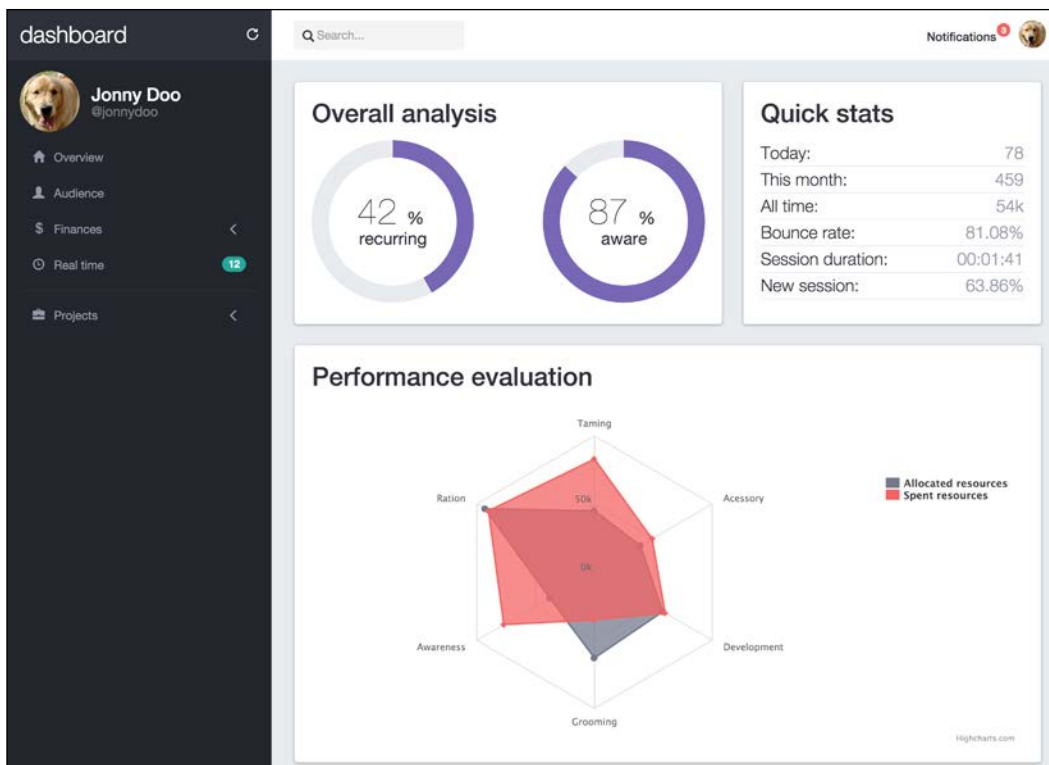 dashboard
Search...
Notifications 3
Jonny Doo
@jonnydoo
Overview
Audience
$ Finances
Real time 12
Projects
Overall analysis
42 %
recurring
87 %
aware
Quick stats
Today: 78
This month: 459
All time: 54k
Bounce rate: 81.08%
Session duration: 00:01:41
New session: 63.86%
Performance evaluation
Taming
Ration
50k
Acessory
Allocated resources
Spent resources
0k
Awareness
Development
Grooming
Highcharts.com